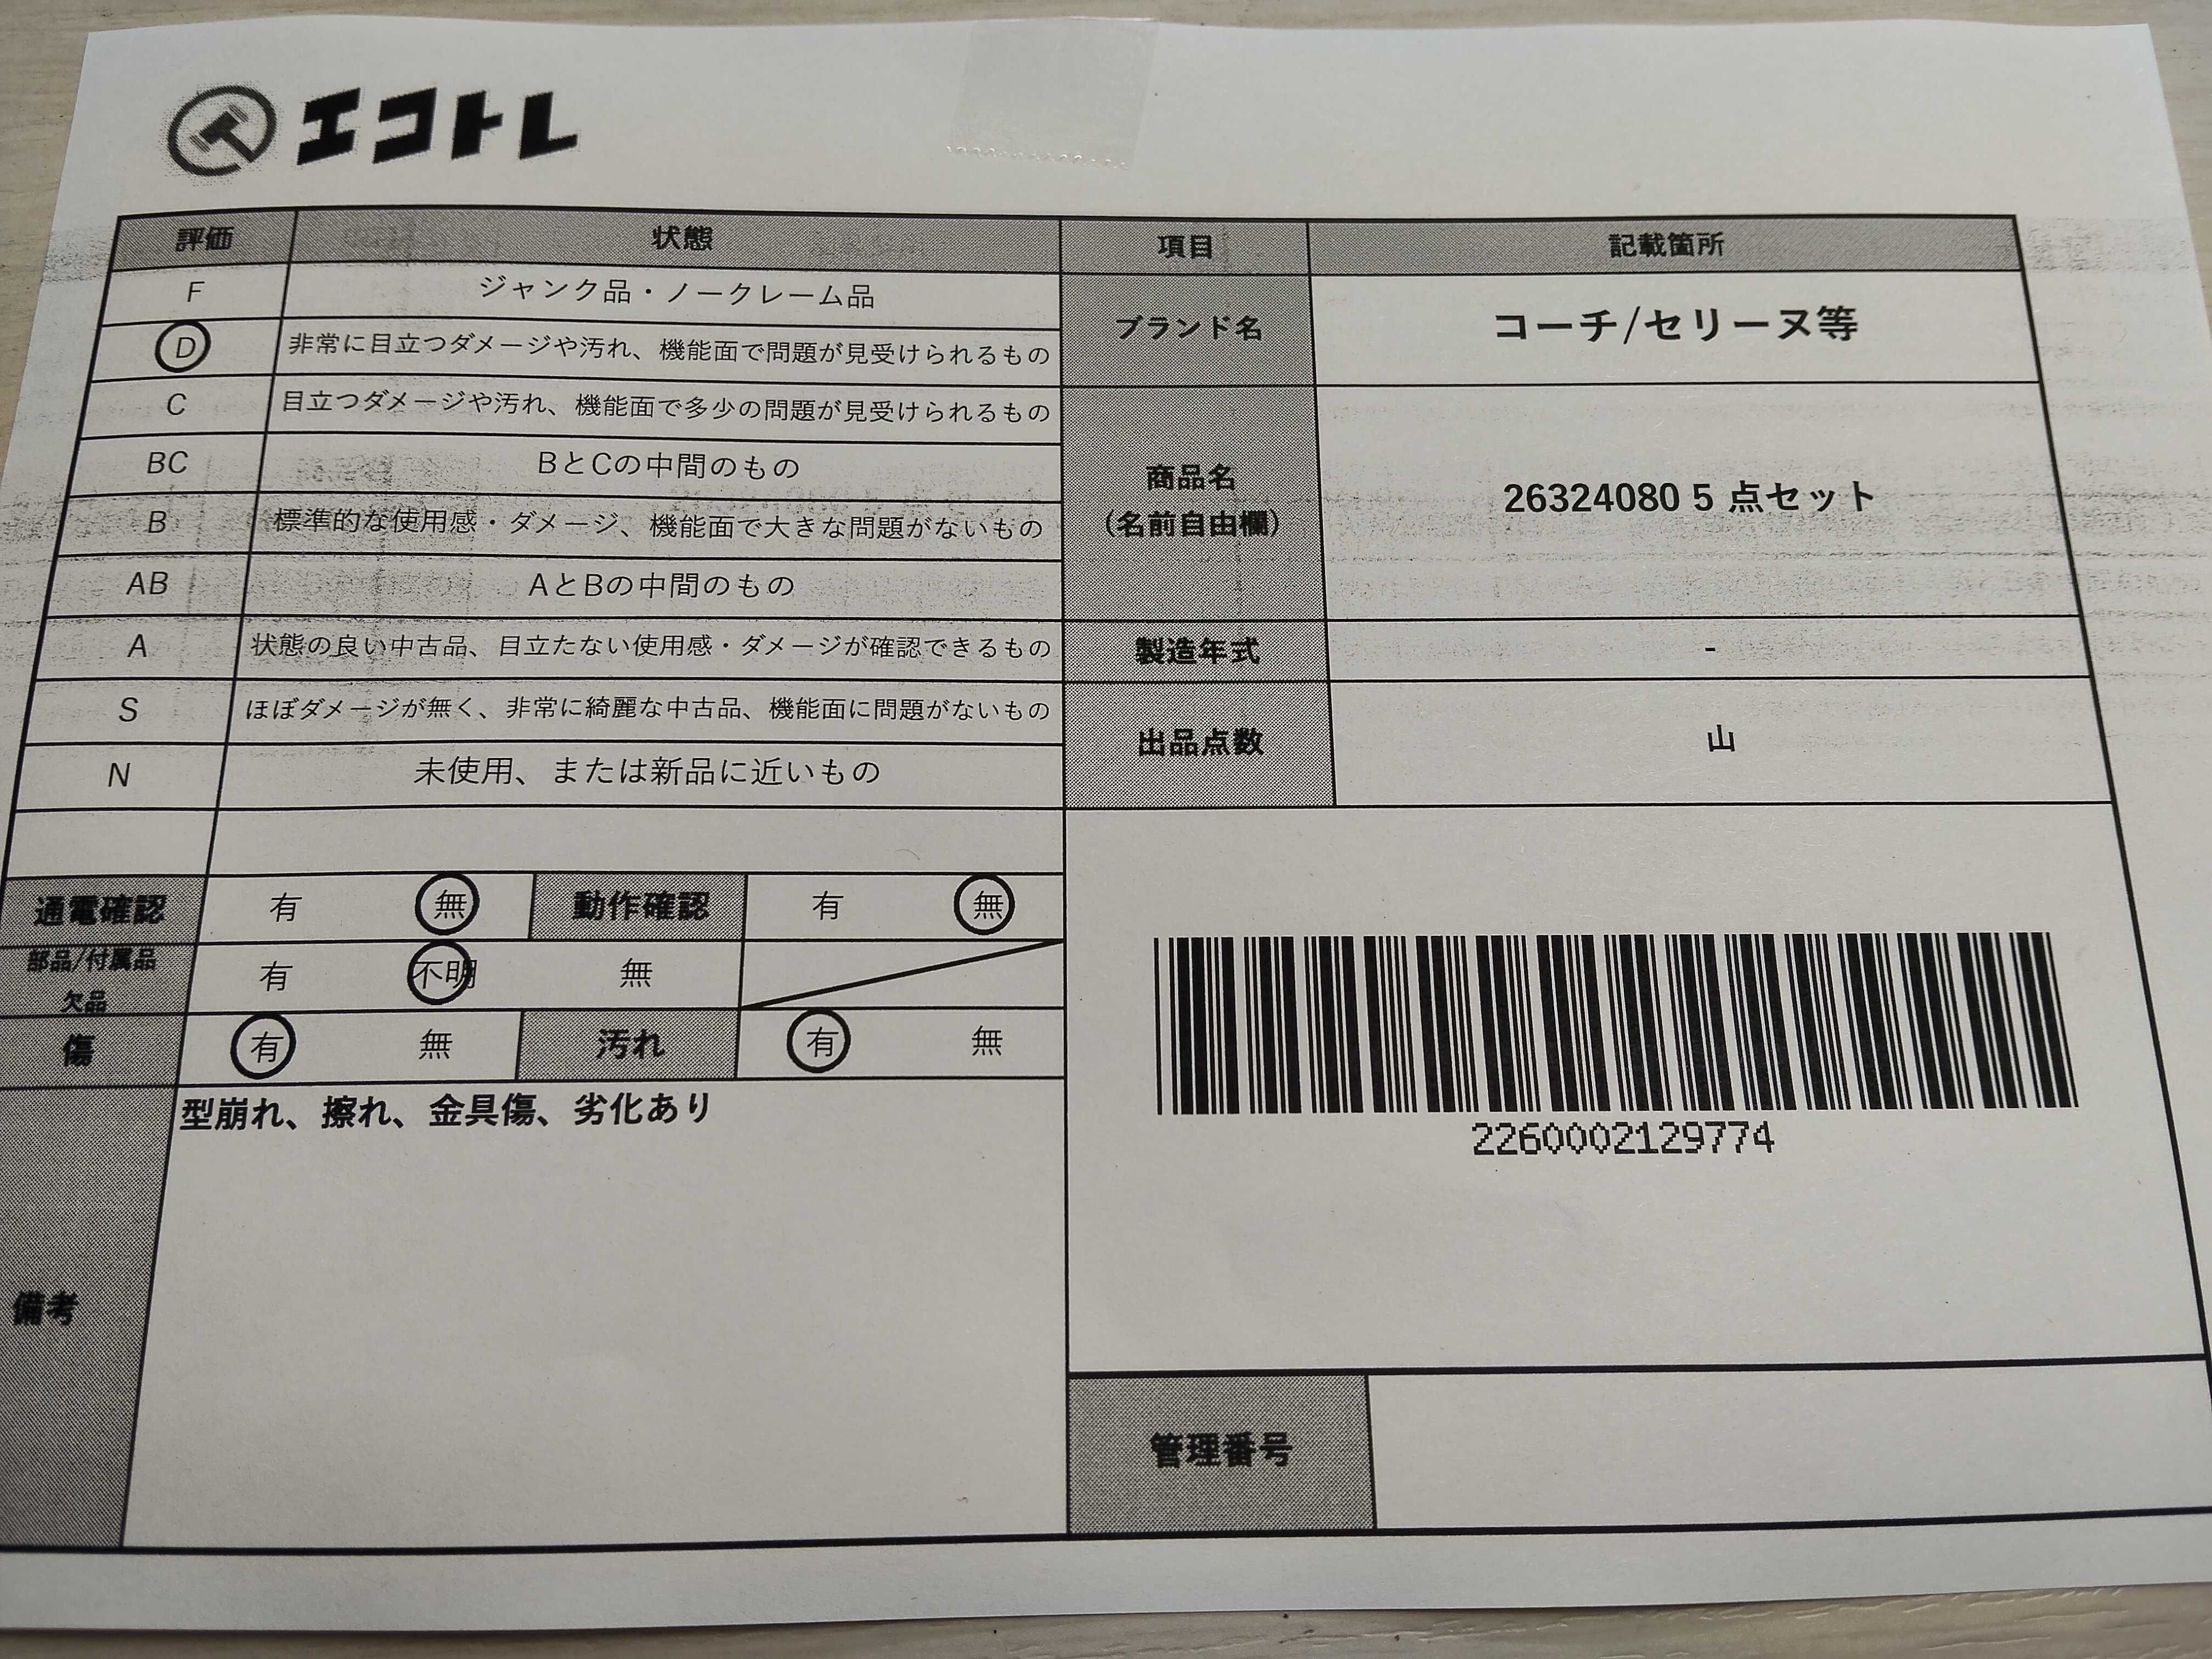 エコトレ
評価 状態 項目 記載箇所
F ジャンク品・ノークレーム品
D 非常に目立つダメージや汚れ、機能面で問題が見受けられるもの
ブランド名 コーチ/セリーヌ等
C 目立つダメージや汚れ、機能面で多少の問題が見受けられるもの
BC BとCの中間のもの
商品名
(名前自由欄)
26324080 5 点セット
B 標準的な使用感・ダメージ、機能面で大きな問題がないもの
AB AとBの中間のもの
A 状態の良い中古品、目立たない使用感・ダメージが確認できるもの
製造年式 -
S ほぼダメージが無く、非常に綺麗な中古品、機能面に問題がないもの
出品点数 山
N 未使用、または新品に近いもの
通電確認 有 無 動作確認 有 無
部品/付属品
欠品
有 不明 無
傷 有 無 汚れ 有 無
備考
型崩れ、擦れ、金具傷、劣化あり
2260002129774
管理番号